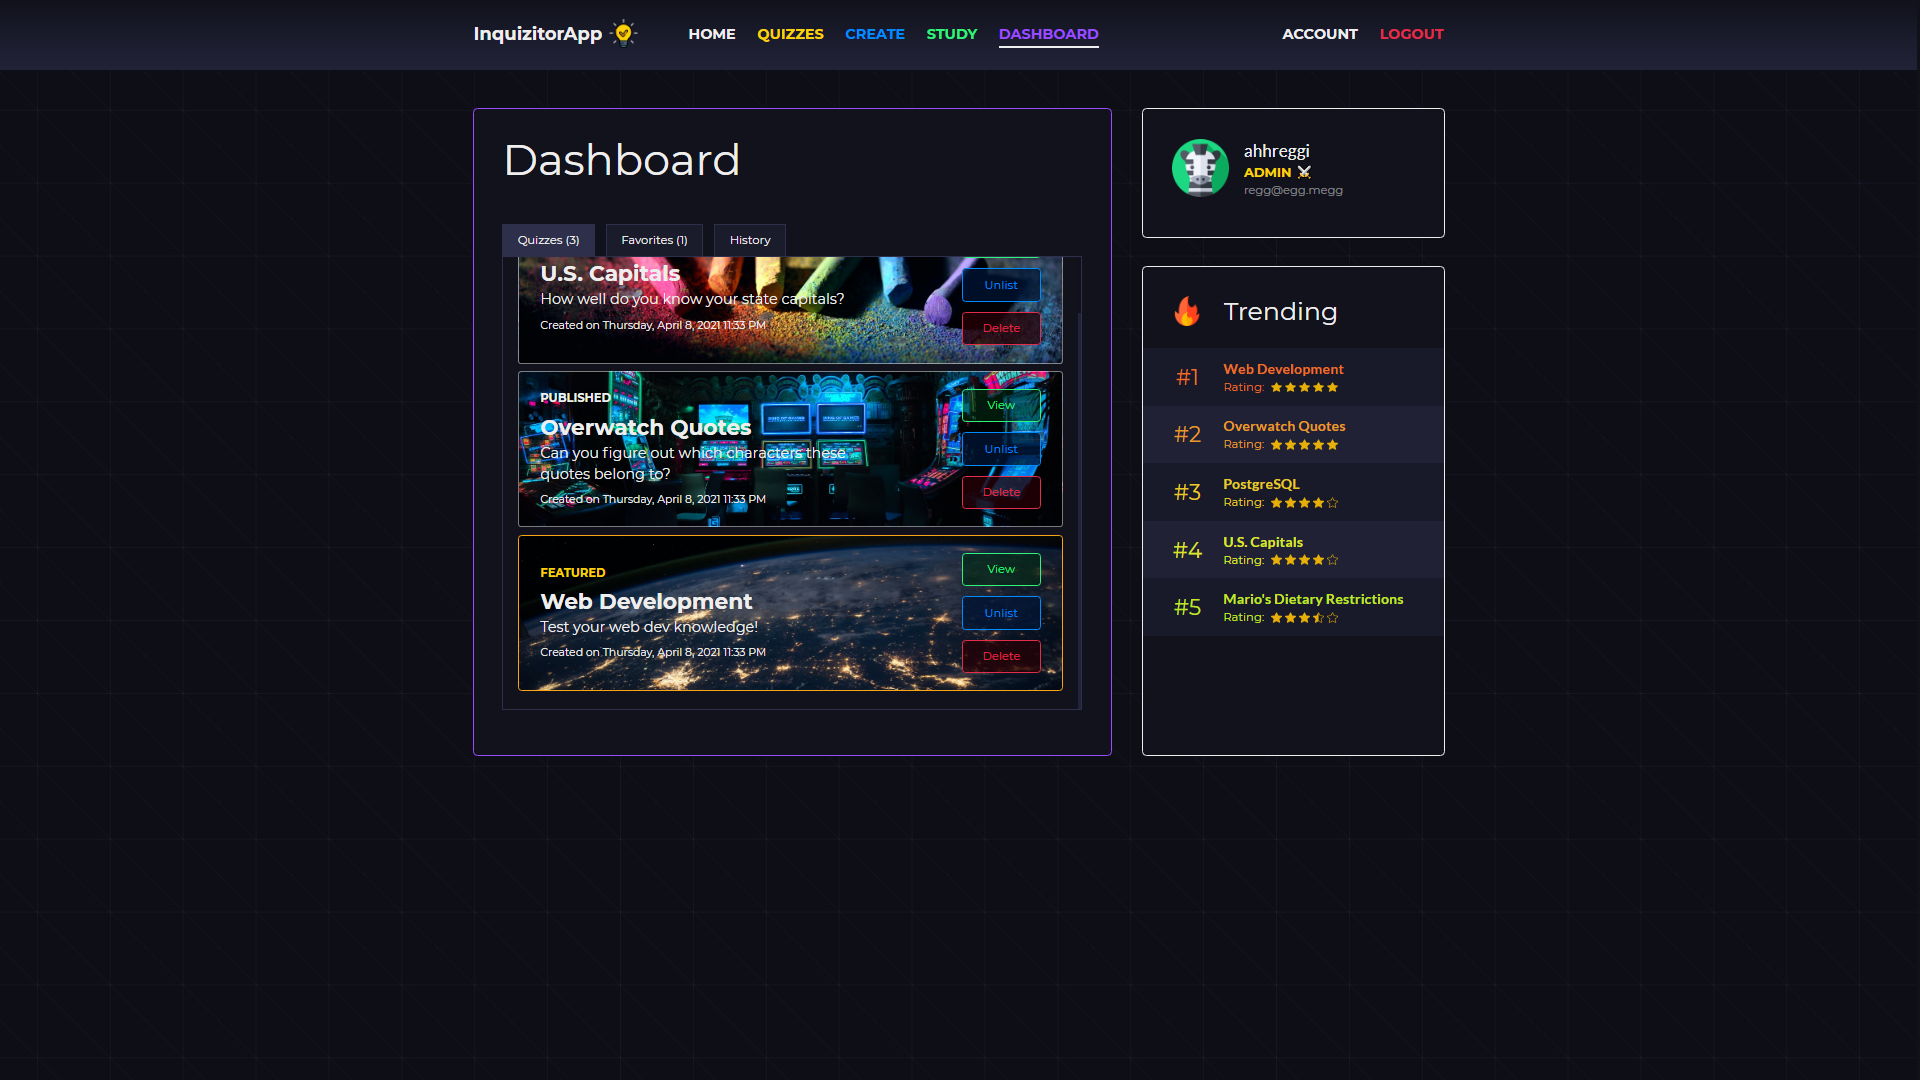 InquizitorApp HOME QUIZZES CREATE STUDY DASHBOARD ACCOUNT LOGOUT
Dashboard
Quizzes (3) Favorites (1) History
U.S. Capitals
How well do you know your state capitals?
Created on Thursday, April 8, 2021 11:33 PM
Unlist
Delete
PUBLISHED
Overwatch Quotes
Can you figure out which characters these
quotes belong to?
Created on Thursday, April 8, 2021 11:33 PM
View
Unlist
Delete
FEATURED
Web Development
Test your web dev knowledge!
Created on Thursday, April 8, 2021 11:33 PM
View
Unlist
Delete
ahhreggi
ADMIN
regg@egg.megg
Trending
#1 Web Development
Rating:
#2 Overwatch Quotes
Rating:
#3 PostgreSQL
Rating:
#4 U.S. Capitals
Rating:
#5 Mario's Dietary Restrictions
Rating: